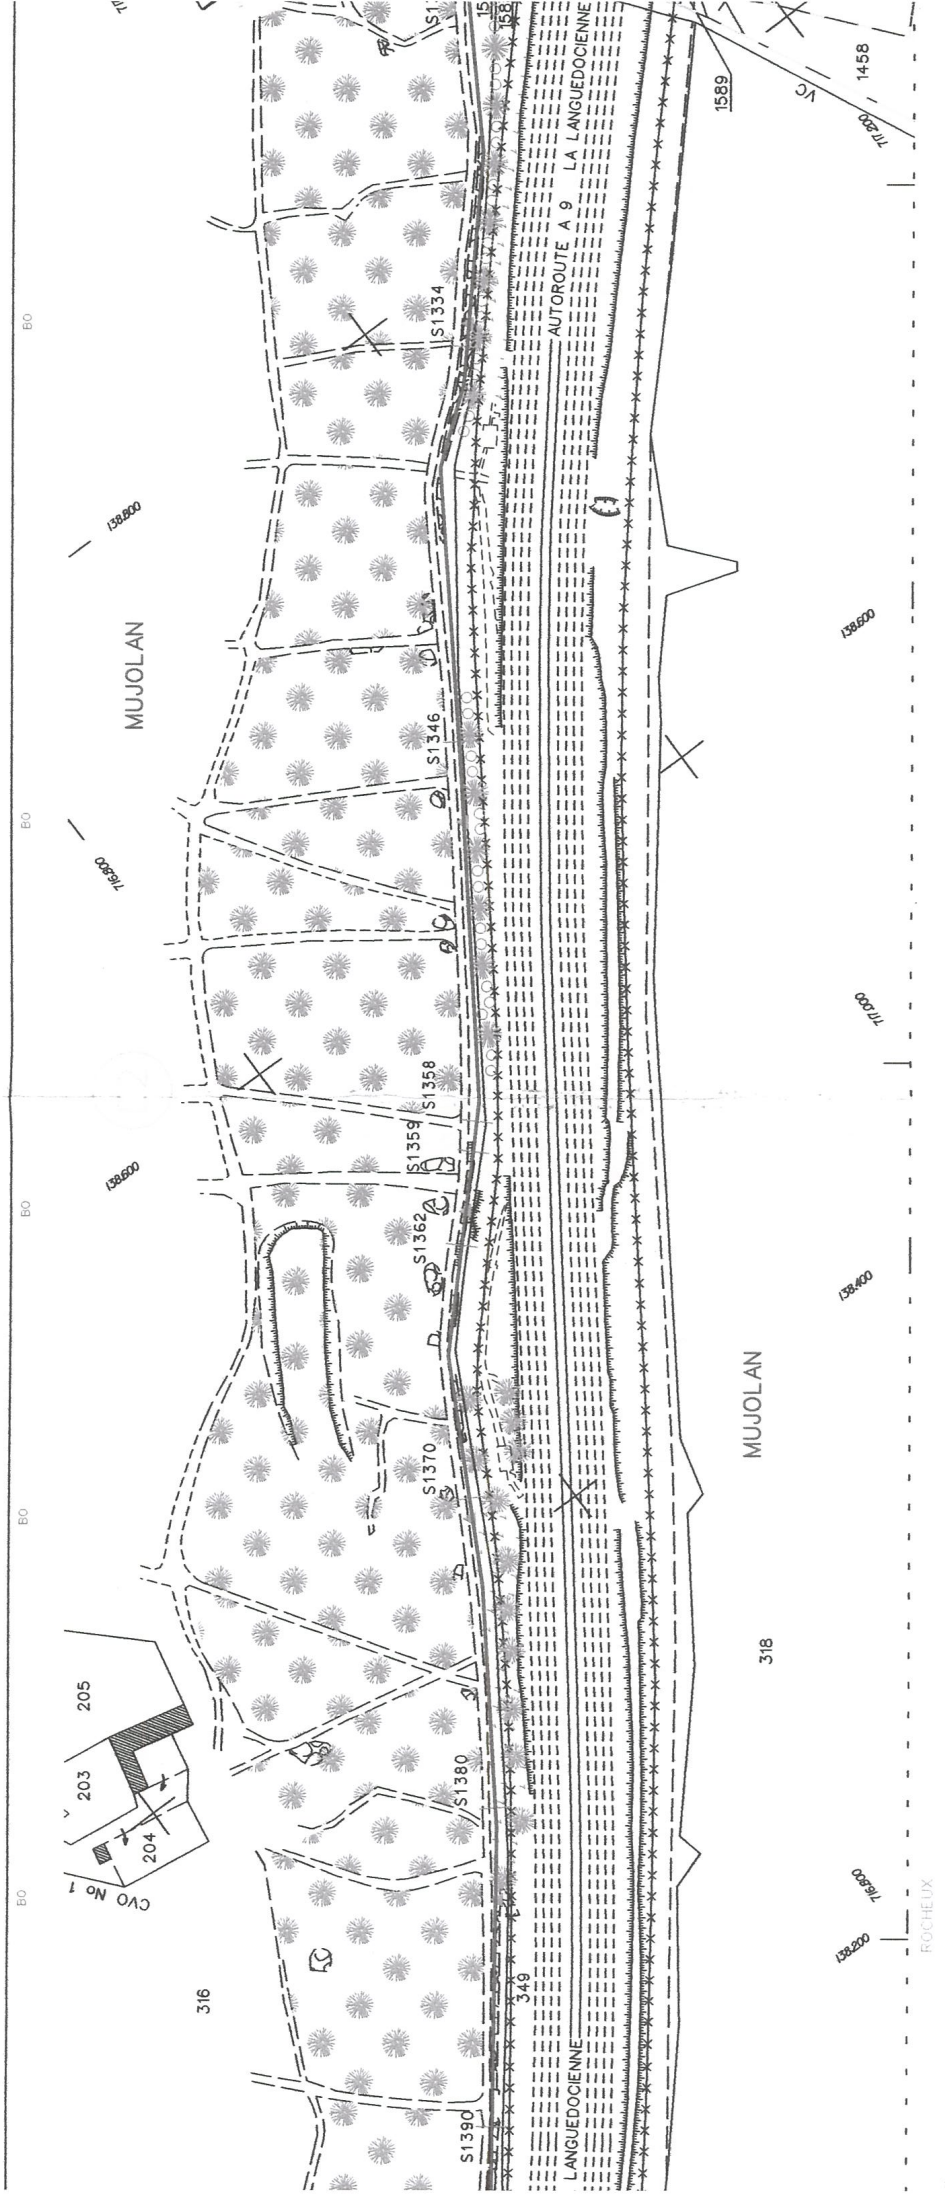 BO
BO
BO
BO
BO
MUJOLAN
138.800
716.800
138.600
203
204
205
CVO No 1
316
S1334
S1346
S1358
S1359
S1362
S1370
S1380
S1390
349
LANGUEDOCIENNE
AUTOROUTE A 9 LA LANGUEDOCIENNE
1589
VC
1458
717.200
138.600
717.000
138.400
MUJOLAN
318
716.800
138.200
ROCHEUX